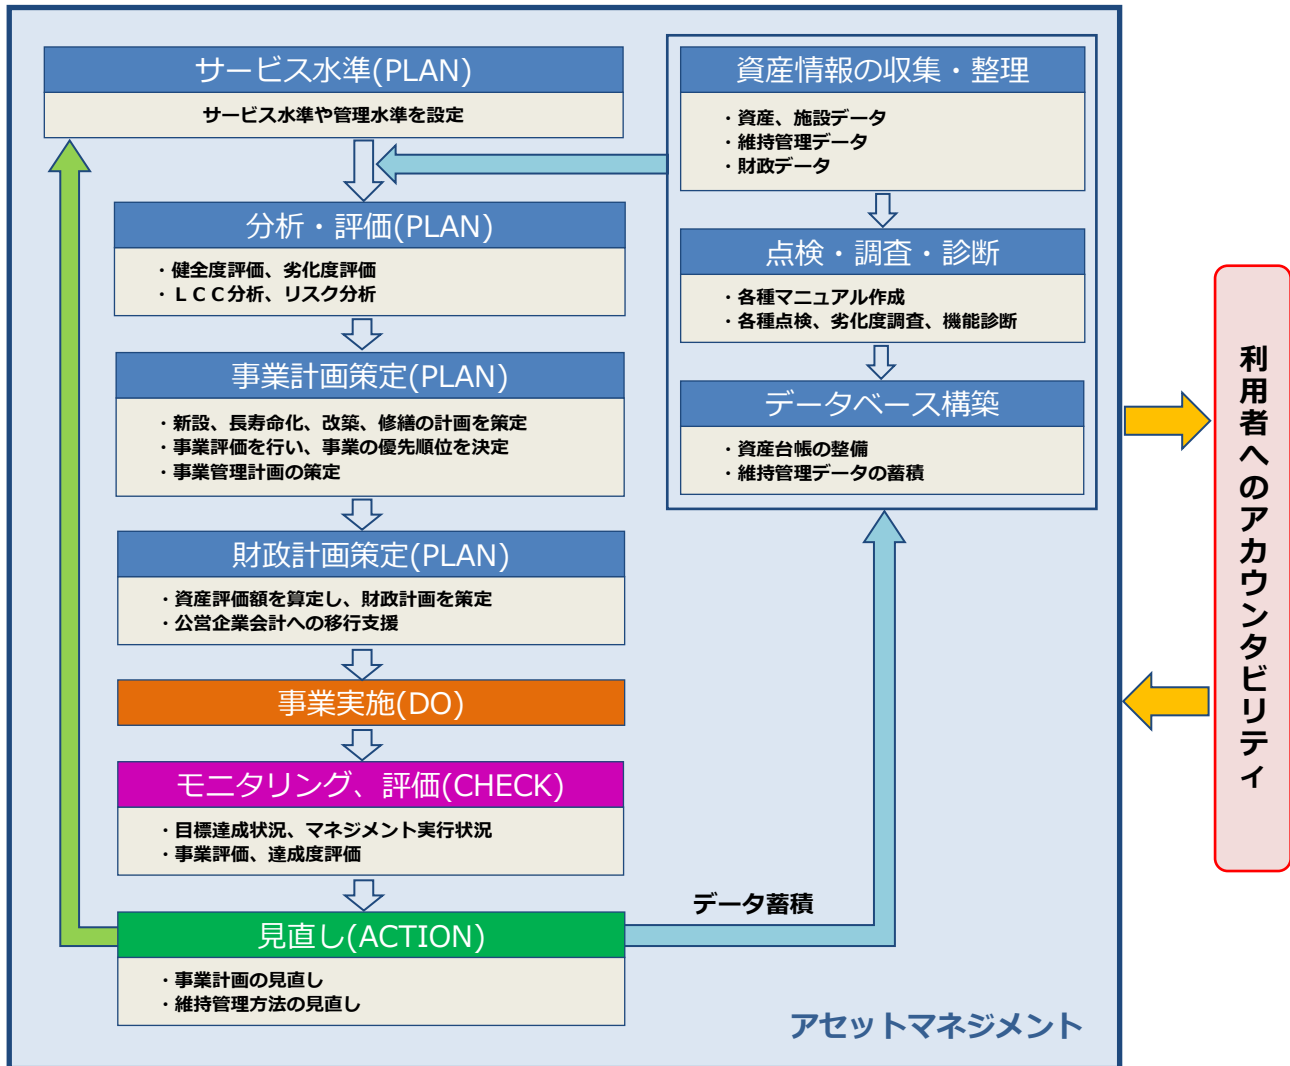 サービス水準(PLAN)
サービス水準や管理水準を設定
分析・評価(PLAN)
・健全度評価、劣化度評価
・ＬＣＣ分析、リスク分析
事業計画策定(PLAN)
・新設、長寿命化、改築、修繕の計画を策定
・事業評価を行い、事業の優先順位を決定
・事業管理計画の策定
財政計画策定(PLAN)
・資産評価額を算定し、財政計画を策定
・公営企業会計への移行支援
事業実施(DO)
モニタリング、評価(CHECK)
・目標達成状況、マネジメント実行状況
・事業評価、達成度評価
見直し(ACTION)
・事業計画の見直し
・維持管理方法の見直し
資産情報の収集・整理
・資産、施設データ
・維持管理データ
・財政データ
点検・調査・診断
・各種マニュアル作成
・各種点検、劣化度調査、機能診断
データベース構築
・資産台帳の整備
・維持管理データの蓄積
データ蓄積
アセットマネジメント
利用者へのアカウンタビリティ